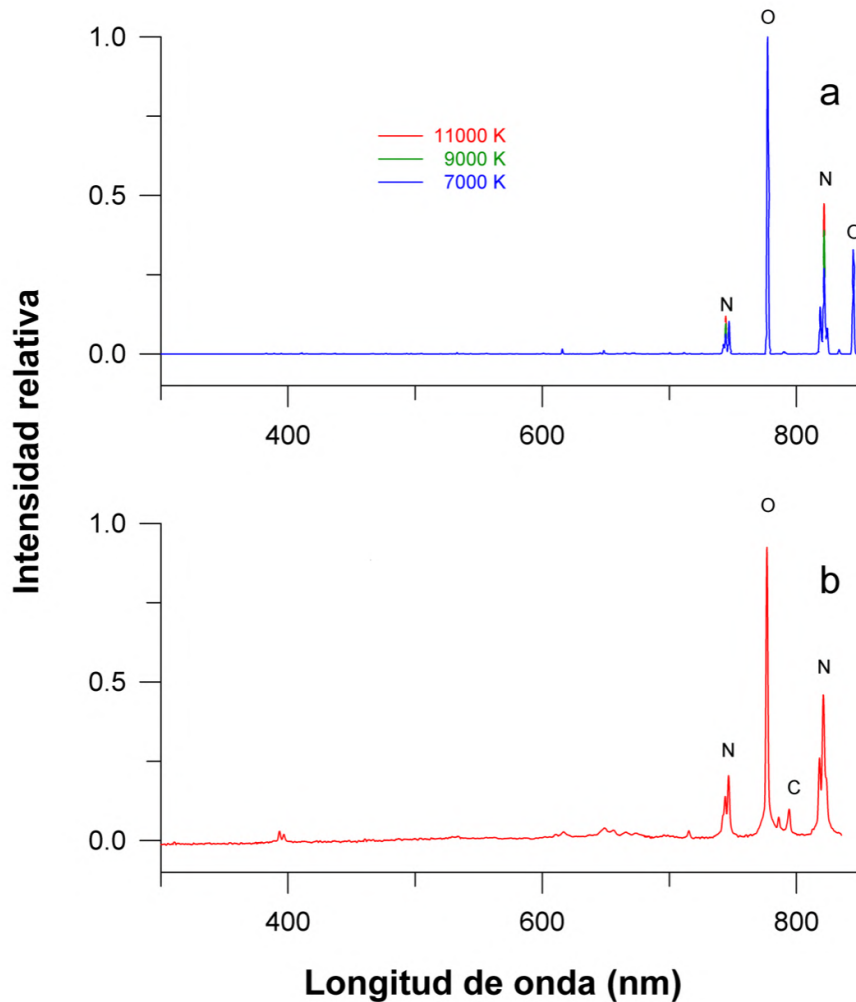 O
1.0
a
11000 K
9000 K
7000 K
N
0.5
O
N
0.0
400
600
800
Intensidad relativa
O
1.0
b
N
0.5
N
C
0.0
400
600
800
Longitud de onda (nm)